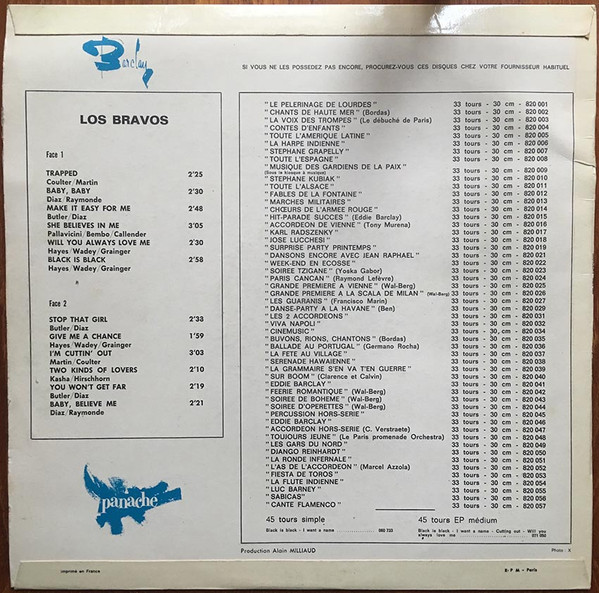 Barclay
SI VOUS NE LES POSSEDEZ PAS ENCORE, PROCUREZ-VOUS CES DISQUES CHEZ VOTRE FOURNISSEUR HABITUEL
LOS BRAVOS
Face 1
TRAPPED 2'25
Coulter/Martin
BABY, BABY 2'30
Diaz/Raymonde
MAKE IT EASY FOR ME 2'48
Butler/Diaz
SHE BELIEVES IN ME 3'05
Pallavicini/Bembo/Callender
WILL YOU ALWAYS LOVE ME 2'30
Hayes/Wadey/Grainger
BLACK IS BLACK 2'58
Hayes/Wadey/Grainger
Face 2
STOP THAT GIRL 2'33
Butler/Diaz
GIVE ME A CHANCE 1'59
Hayes/Wadey/Grainger
I'M CUTTIN' OUT 3'03
Martin/Coulter
TWO KINDS OF LOVERS 2'10
Kasha/Hirschhorn
YOU WON'T GET FAR 2'19
Butler/Diaz
BABY, BELIEVE ME 2'21
Diaz/Raymonde
panache
"LE PELERINAGE DE LOURDES" 33 tours - 30 cm - 820 001
"CHANTS DE HAUTE MER" (Bordas) 33 tours - 30 cm - 820 002
"LA VOIX DES TROMPES" (Le débuché de Paris) 33 tours - 30 cm - 820 003
"CONTES D'ENFANTS" 33 tours - 30 cm - 820 004
"TOUTE L'AMERIQUE LATINE" 33 tours - 30 cm - 820 005
"LA HARPE INDIENNE" 33 tours - 30 cm - 820 006
"STEPHANE GRAPELLY" 33 tours - 30 cm - 820 007
"TOUTE L'ESPAGNE" 33 tours - 30 cm - 820 008
"MUSIQUE DES GARDIENS DE LA PAIX" 33 tours - 30 cm - 820 009
(Sous le kiosque à musique)
"STEPHANE KUBIAK" 33 tours - 30 cm - 820 010
"TOUTE L'ALSACE" 33 tours - 30 cm - 820 011
"FABLES DE LA FONTAINE" 33 tours - 30 cm - 820 012
"MARCHES MILITAIRES" 33 tours - 30 cm - 820 013
"CHŒURS DE L'ARMEE ROUGE" 33 tours - 30 cm - 820 014
"HIT-PARADE SUCCES" (Eddie Barclay) 33 tours - 30 cm - 820 015
"ACCORDEON DE VIENNE" (Tony Murena) 33 tours - 30 cm - 820 016
"KARL RADSZENKY" 33 tours - 30 cm - 820 017
"JOSE LUCCHESI" 33 tours - 30 cm - 820 018
"SURPRISE PARTY PRINTEMPS" 33 tours - 30 cm - 820 019
"DANSONS ENCORE AVEC JEAN RAPHAEL" 33 tours - 30 cm - 820 021
"WEEK-END EN ECOSSE" 33 tours - 30 cm - 820 022
"SOIREE TZIGANE" (Yoska Gabor) 33 tours - 30 cm - 820 023
"PARIS CANCAN" (Raymond Lefèvre) 33 tours - 30 cm - 820 024
"GRANDE PREMIERE A VIENNE" (Wal-Berg) 33 tours - 30 cm - 820 025
"GRANDE PREMIERE A LA SCALA DE MILAN" (Wal-Berg) 33 tours - 30 cm - 820 026
"LES GUARANIS" (Francisco Marin) 33 tours - 30 cm - 820 027
"DANSE-PARTY A LA HAVANE" (Ben) 33 tours - 30 cm - 820 029
"LES 2 ACCORDEONS" 33 tours - 30 cm - 820 031
"VIVA NAPOLI" 33 tours - 30 cm - 820 032
"CINEMUSIC" 33 tours - 30 cm - 820 034
"BUVONS, RIONS, CHANTONS" (Bordas) 33 tours - 30 cm - 820 035
"BALLADE AU PORTUGAL" (Germano Rocha) 33 tours - 30 cm - 820 036
"LA FETE AU VILLAGE" 33 tours - 30 cm - 820 037
"SERENADE HAWAIENNE" 33 tours - 30 cm - 820 038
"LA GRAMMAIRE S'EN VA T'EN GUERRE" 33 tours - 30 cm - 820 039
"SUR BOOM" (Clarence et Calvin) 33 tours - 30 cm - 820 040
"EDDIE BARCLAY" 33 tours - 30 cm - 820 041
"FEERIE ROMANTIQUE" (Wal-Berg) 33 tours - 30 cm - 820 042
"SOIREE DE BOHEME" (Wal-Berg) 33 tours - 30 cm - 820 043
"SOIREE D'OPERETTES" (Wal-Berg) 33 tours - 30 cm - 820 044
"PERCUSSION HORS-SERIE" 33 tours - 30 cm - 820 045
"EDDIE BARCLAY" 33 tours - 30 cm - 820 046
"ACCORDEON HORS-SERIE" (C. Verstraete) 33 tours - 30 cm - 820 047
"TOUJOURS JEUNE" (Le Paris promenade Orchestra) 33 tours - 30 cm - 820 048
"LES GARS DU NORD" 33 tours - 30 cm - 820 049
"DJANGO REINHARDT" 33 tours - 30 cm - 820 050
"LA RONDE INFERNALE" 33 tours - 30 cm - 820 051
"L'AS DE L'ACCORDEON" (Marcel Azzola) 33 tours - 30 cm - 820 052
"FIESTA DE TOROS" 33 tours - 30 cm - 820 053
"LA FLUTE INDIENNE" 33 tours - 30 cm - 820 054
"LUC BARNEY" 33 tours - 30 cm - 820 055
"SABICAS" 33 tours - 30 cm - 820 056
"CANTE FLAMENCO" 33 tours - 30 cm - 820 057
45 tours simple
Black is black - I want a name
45 tours EP médium
Black is black - I want a name - Cutting out - Will you
always love me
Production Alain MILLIAUD
Photo : X
imprimé en France
B.P.M - Paris